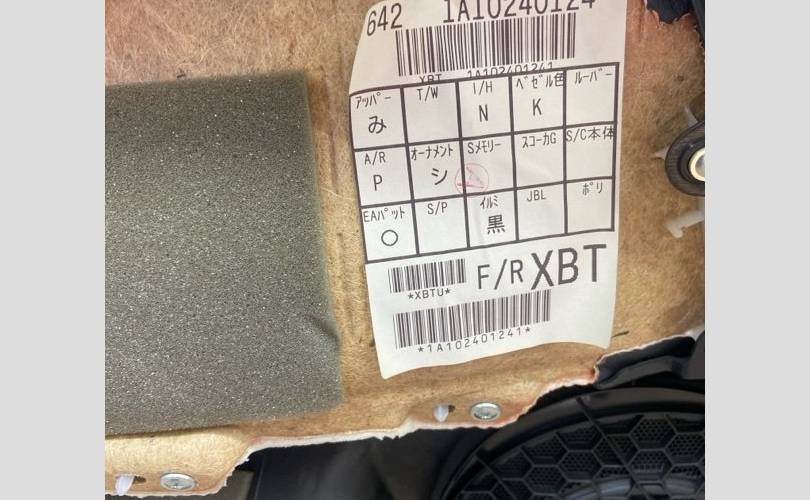 642 1A10240124
XBT 1A102401241
アッパー T/W I/H ベゼル色 ルーバー
み N K
A/R オーナメント Sメモリー スコーカG S/C本体
P シ
EAパット S/P イルミ JBL ポリ
○ 黒
F/R XBT
*XBTU*
*1A102401241*